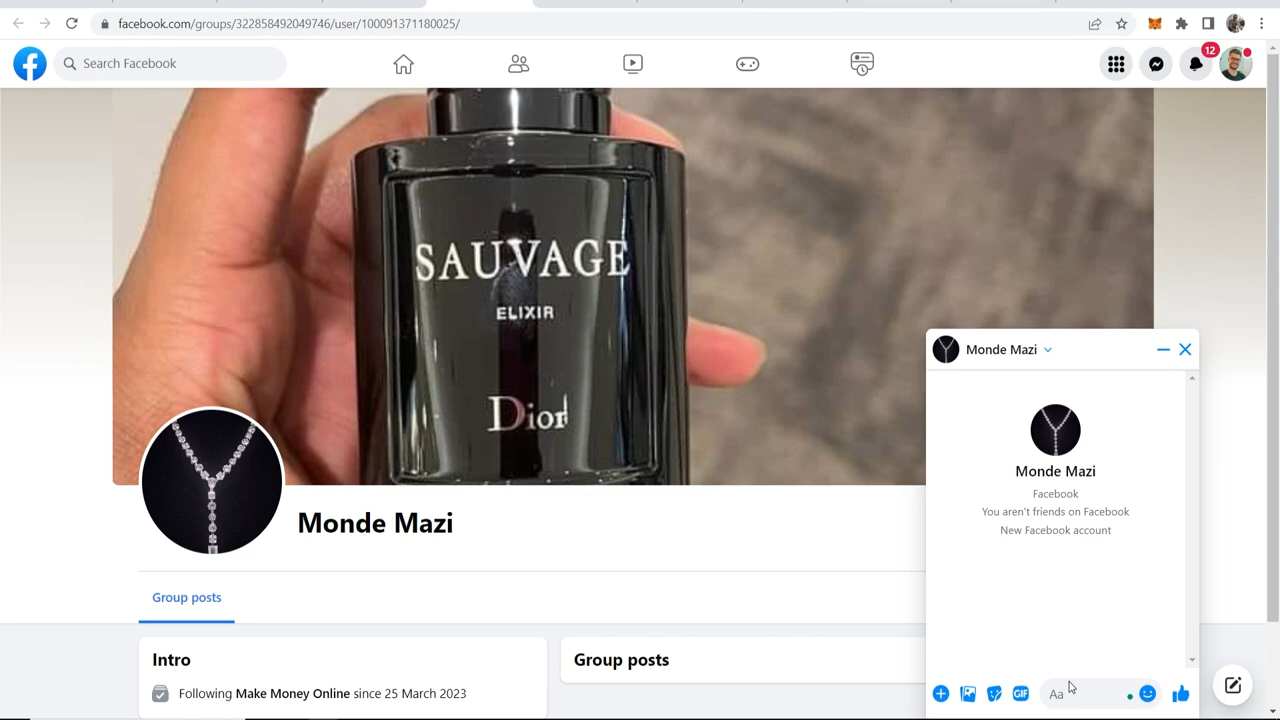 facebook.com/groups/322858492049746/user/100091371180025/
Search Facebook
12
SAUVAGE
ELIXIR
Dior
Monde Mazi
Monde Mazi
Facebook
You aren't friends on Facebook
New Facebook account
Monde Mazi
Group posts
Intro
Following Make Money Online since 25 March 2023
Group posts
GIF
Aa